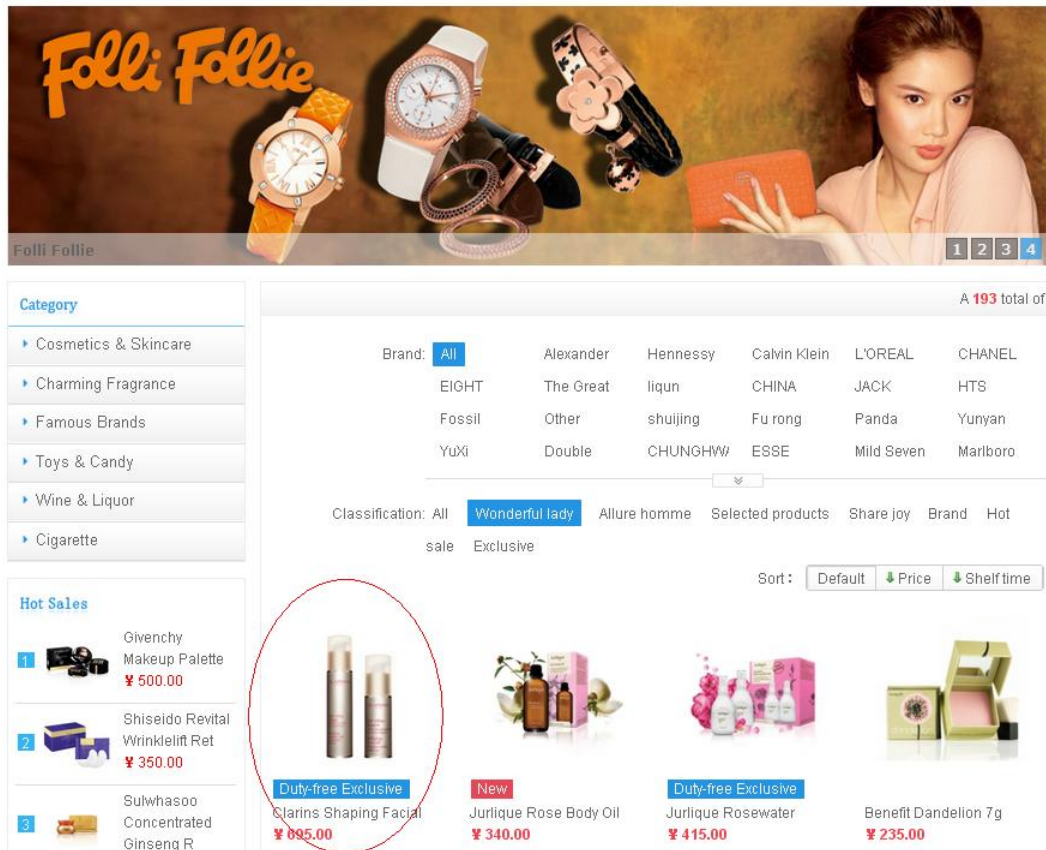 Folli Follie
Folli Follie
1 2 3 4
Category
Cosmetics & Skincare
Charming Fragrance
Famous Brands
Toys & Candy
Wine & Liquor
Cigarette
Hot Sales
1
Givenchy
Makeup Palette
¥ 500.00
2
Shiseido Revital
Wrinklelift Ret
¥ 350.00
3
Sulwhasoo
Concentrated
Ginseng R
A 193 total of
Brand: All Alexander Hennessy Calvin Klein L'OREAL CHANEL
EIGHT The Great liqun CHINA JACK HTS
Fossil Other shuijing Fu rong Panda Yunyan
YuXi Double CHUNGHW ESSE Mild Seven Marlboro
Classification: All Wonderful lady Allure homme Selected products Share joy Brand Hot
sale Exclusive
Sort: Default Price Shelf time
Duty-free Exclusive
Clarins Shaping Facial
¥ 695.00
New
Jurlique Rose Body Oil
¥ 340.00
Duty-free Exclusive
Jurlique Rosewater
¥ 415.00
Benefit Dandelion 7g
¥ 235.00